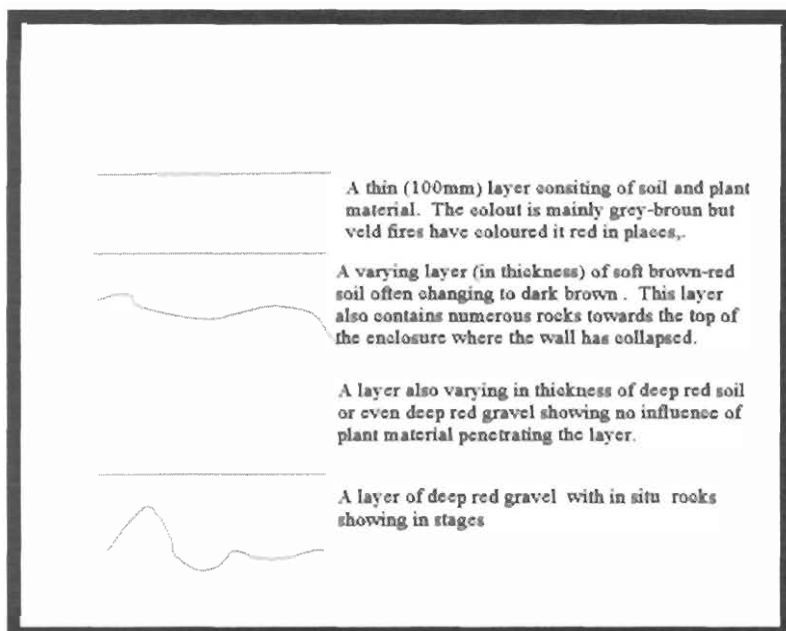 A thin (100mm) layer consiting of soil and plant
material. The colout is mainly grey-broun but
veld fires have coloured it red in places,.
A varying layer (in thickness) of soft brown-red
soil often changing to dark brown . This layer
also contains numerous rocks towards the top of
the enclosure where the wall has collapsed.
A layer also varying in thickness of deep red soil
or even deep red gravel showing no influence of
plant material penetrating the layer.
A layer of deep red gravel with in situ rocks
showing in stages